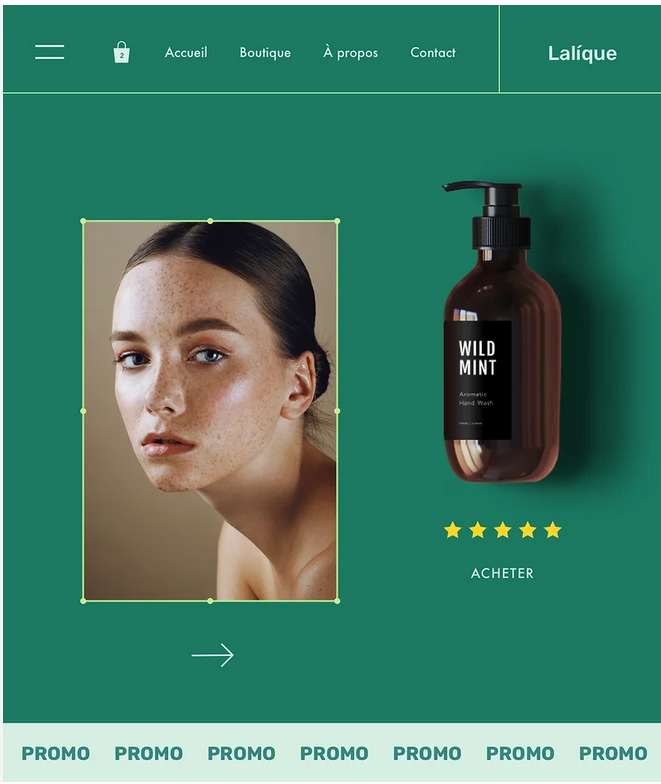 2
Accueil Boutique À propos Contact
Lalíque
WILD
MINT
Aromatic
Hand Wash
ACHETER
PROMO PROMO PROMO PROMO PROMO PROMO PROMO